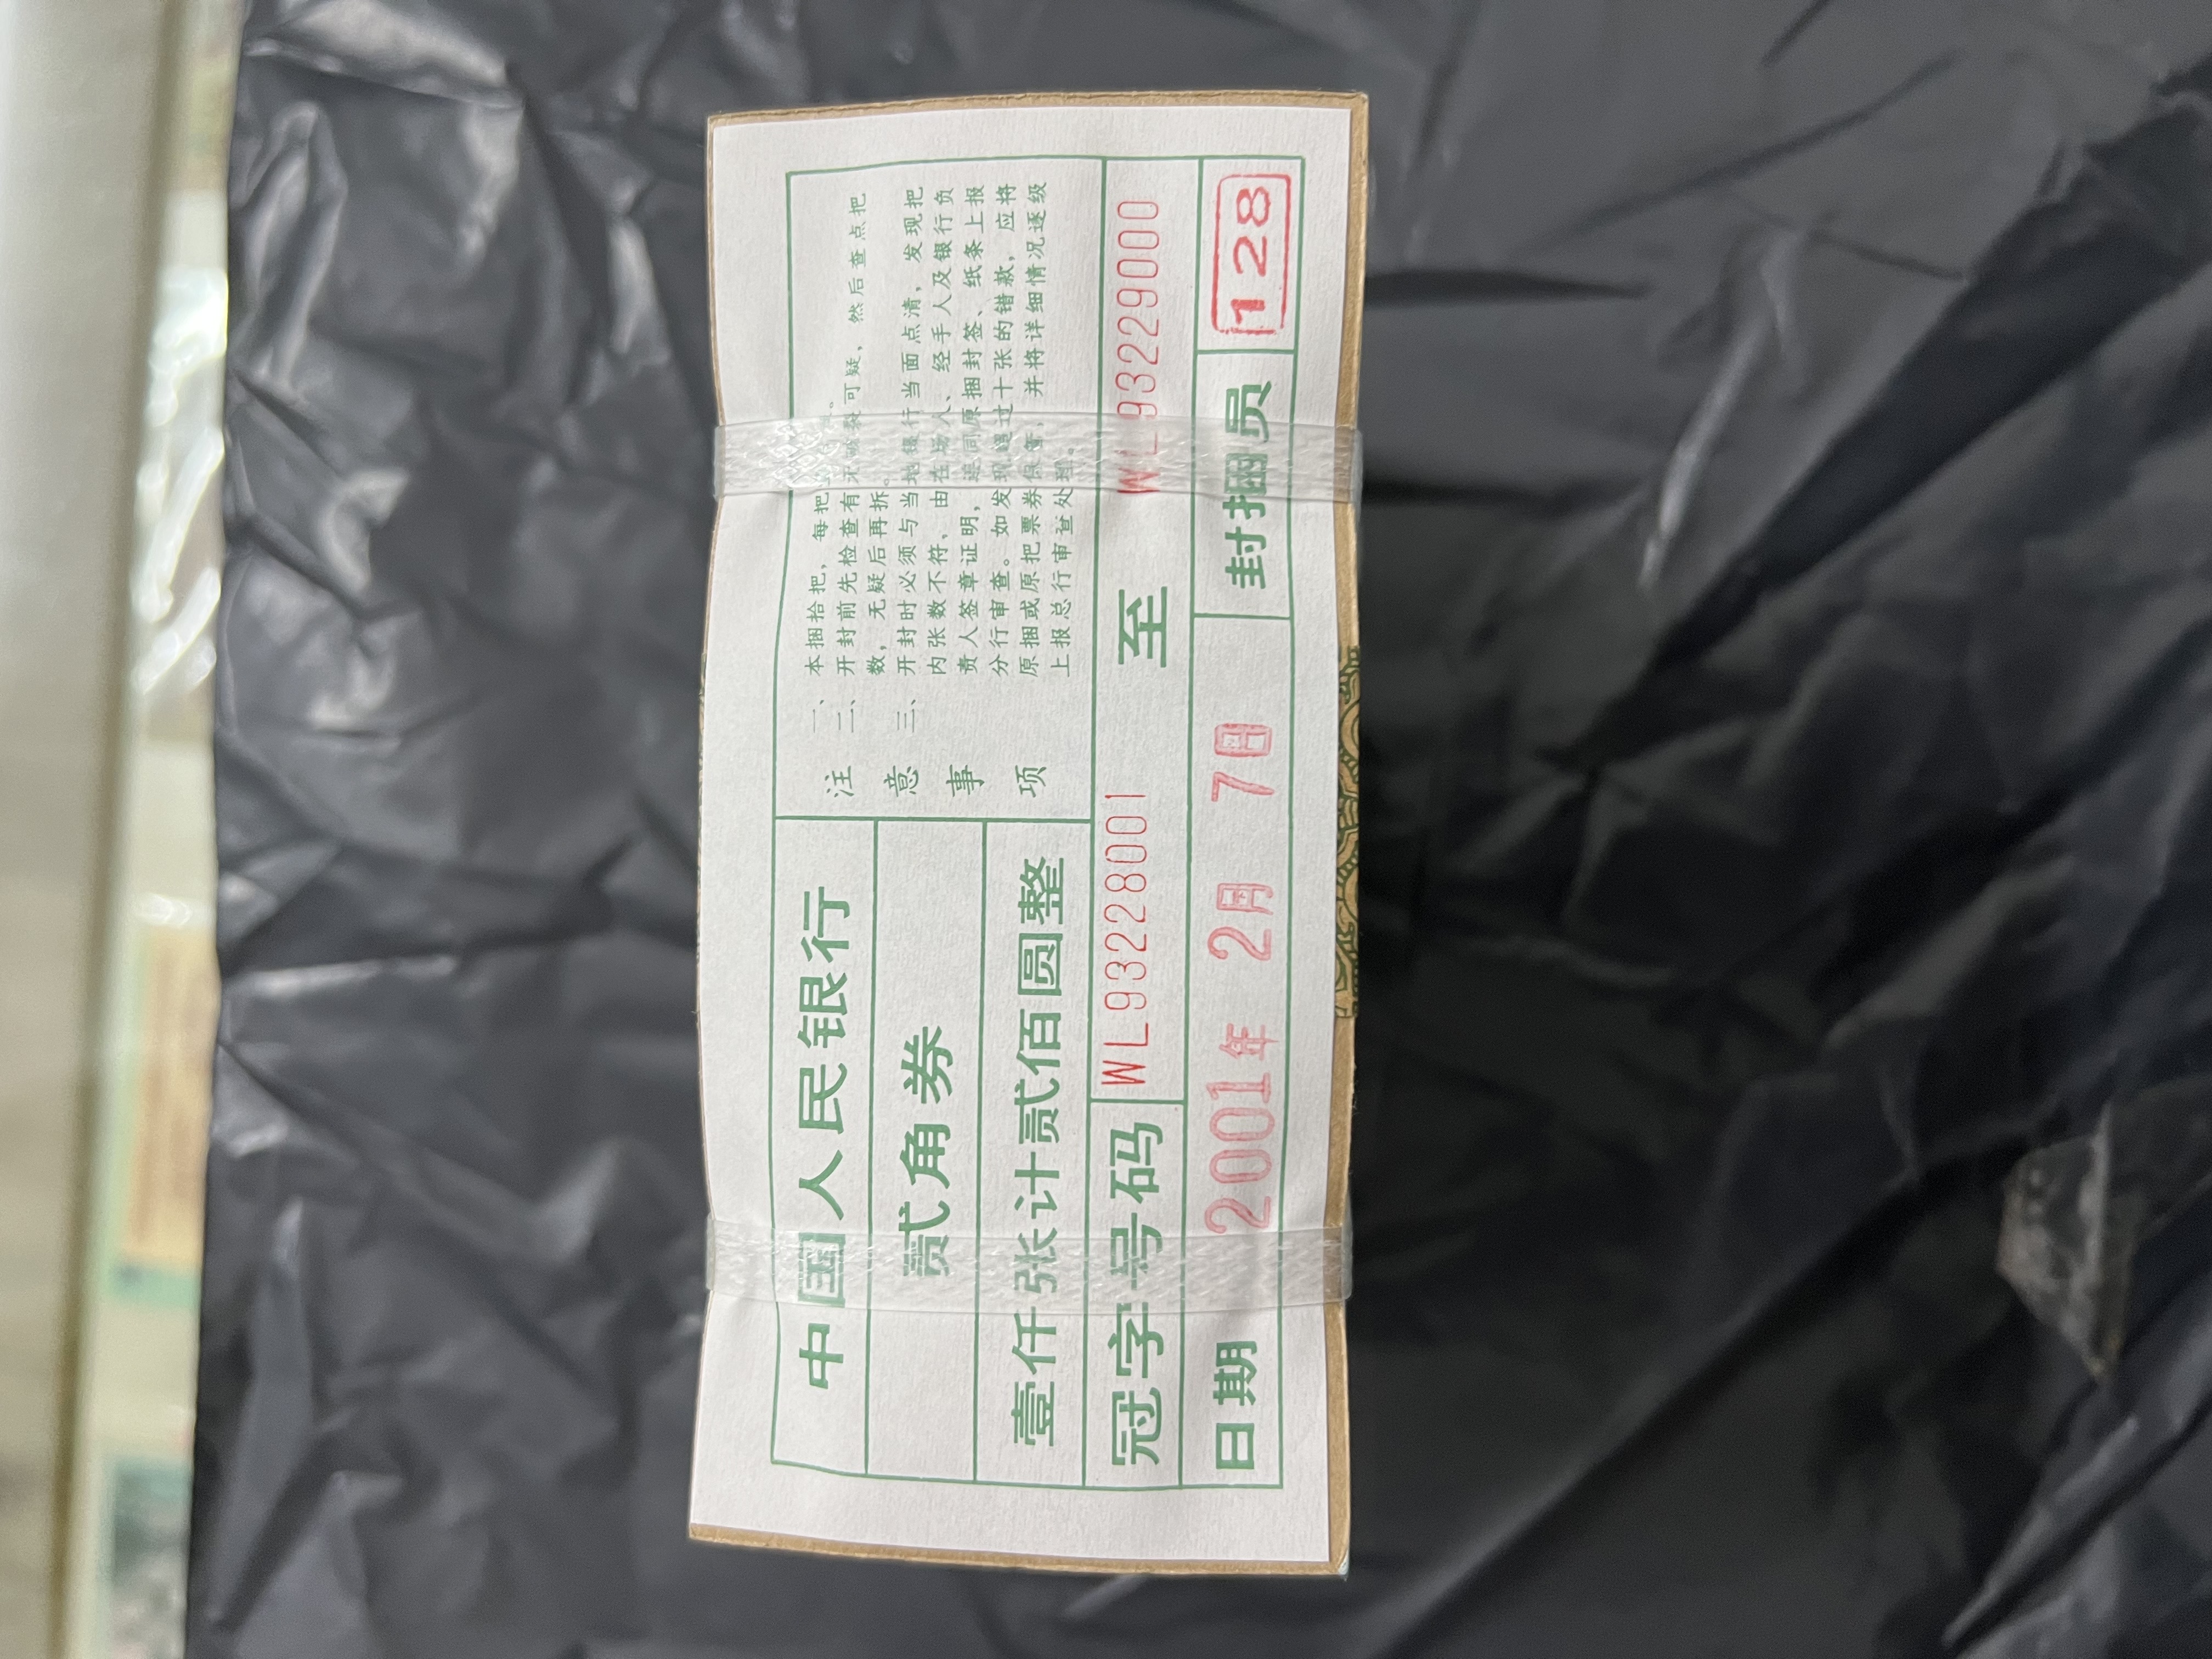 中国人民银行
贰角券
壹仟张计贰佰圆整
注意事项
一、本捆拾把，每把
二、开封前先检查有无破裂可疑，然后查点把
数，无疑后再拆。
三、开封时必须与当地银行当面点清，发现把
内张数不符，由在场人、经手人及银行负
责人签章证明，连同原捆封签、纸条上报
分行审查。如发现超过十张的错款，应将
原捆或原把票券保管，并将详细情况逐级
上报总行审查处理。
冠字号码 WL93228001 至 WL93229000
日期 2001年 2月 7日 封捆员 128